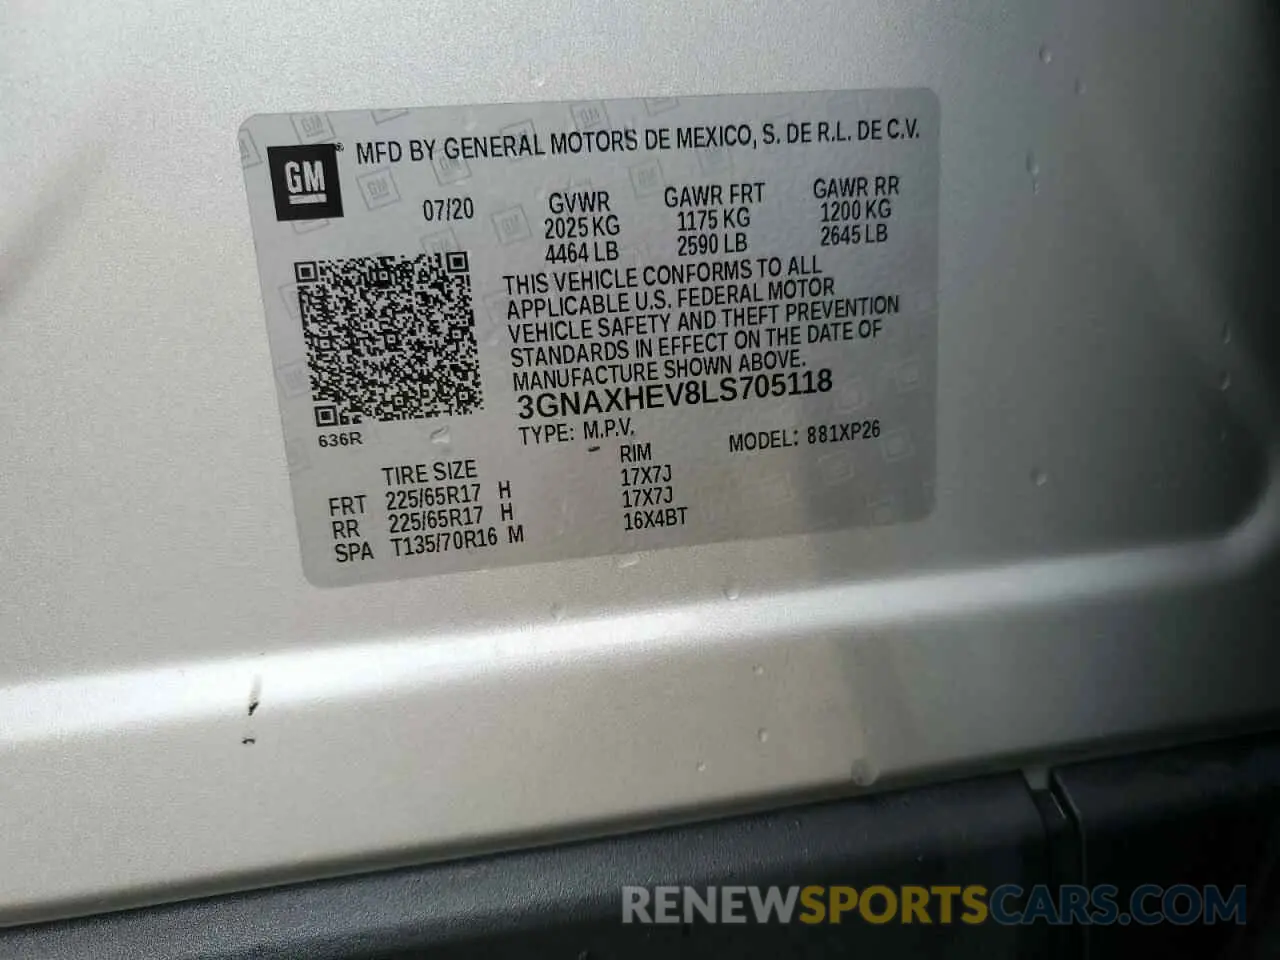 GM
® MFD BY GENERAL MOTORS DE MEXICO, S. DE R.L. DE C.V.
07/20
GVWR GAWR FRT GAWR RR
2025 KG 1175 KG 1200 KG
4464 LB 2590 LB 2645 LB
THIS VEHICLE CONFORMS TO ALL
APPLICABLE U.S. FEDERAL MOTOR
VEHICLE SAFETY AND THEFT PREVENTION
STANDARDS IN EFFECT ON THE DATE OF
MANUFACTURE SHOWN ABOVE.
3GNAXHEV8LS705118
636R
TYPE: M.P.V. MODEL: 881XP26
TIRE SIZE RIM
FRT 225/65R17 H 17X7J
RR 225/65R17 H 17X7J
SPA T135/70R16 M 16X4BT
RENEWSPORTSCARS.COM